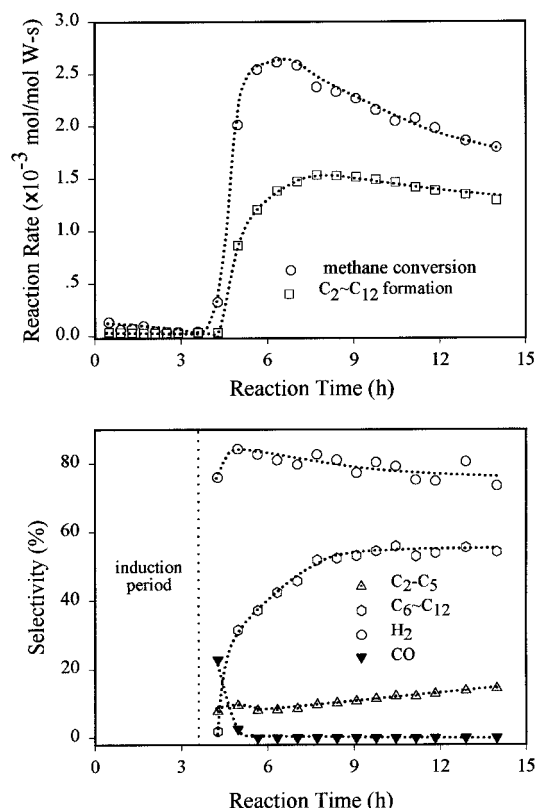 3.0
2.5
2.0
1.5
1.0
.5
0.0
Reaction Rate (×10⁻³ mol/mol W-s)
methane conversion
C₂~C₁₂ formation
0 3 6 9 12 15
Reaction Time (h)
80
60
40
20
0
Selectivity (%)
induction
period
C₂-C₅
C₆~C₁₂
H₂
CO
0 3 6 9 12 15
Reaction Time (h)